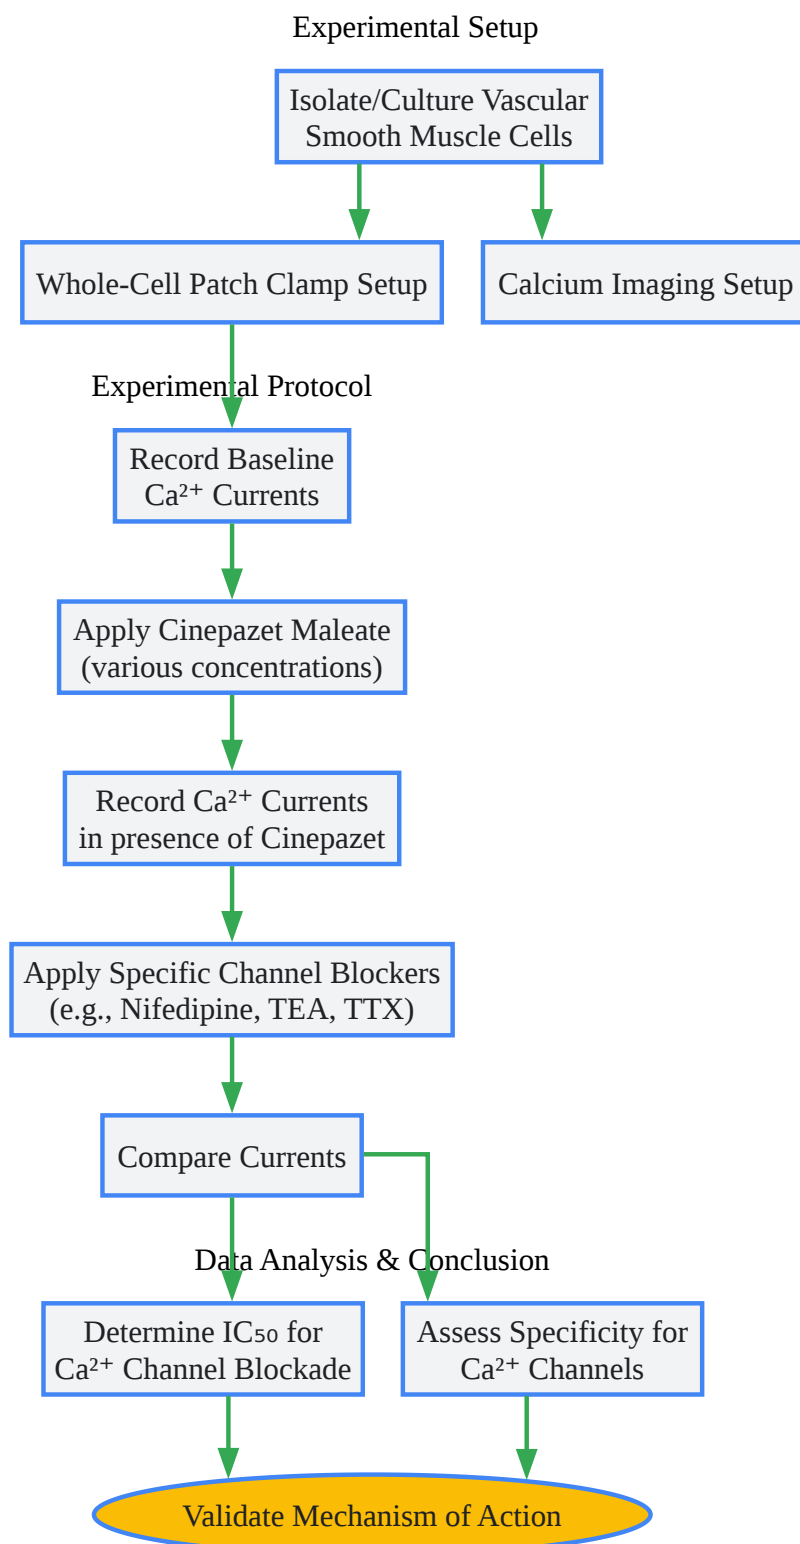 Experimental Setup
Isolate/Culture Vascular
Smooth Muscle Cells
Whole-Cell Patch Clamp Setup
Calcium Imaging Setup
Experimental Protocol
Record Baseline
Ca²⁺ Currents
Apply Cinepazet Maleate
(various concentrations)
Record Ca²⁺ Currents
in presence of Cinepazet
Apply Specific Channel Blockers
(e.g., Nifedipine, TEA, TTX)
Compare Currents
Data Analysis & Conclusion
Determine IC₅₀ for
Ca²⁺ Channel Blockade
Assess Specificity for
Ca²⁺ Channels
Validate Mechanism of Action